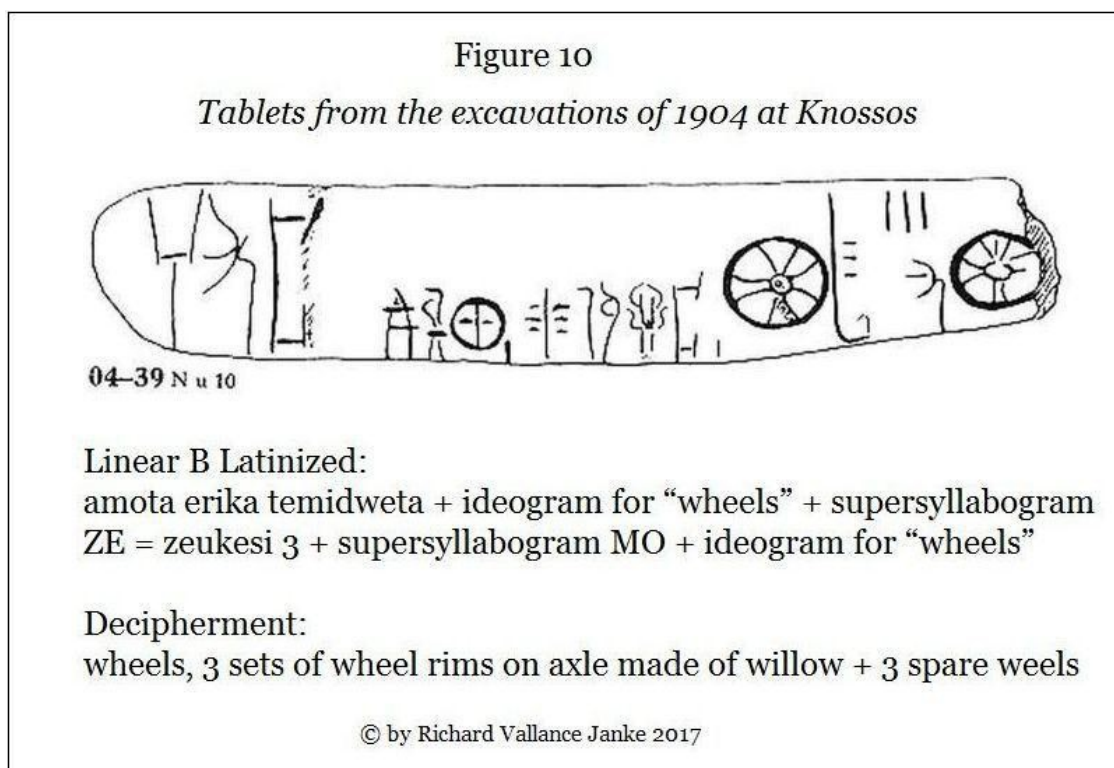 Figure 10
Tablets from the excavations of 1904 at Knossos
04–39 N u 10
Linear B Latinized:
amota erika temidweta + ideogram for “wheels” + supersyllabogram
ZE = zeukesi 3 + supersyllabogram MO + ideogram for “wheels”
Decipherment:
wheels, 3 sets of wheel rims on axle made of willow + 3 spare weels
© by Richard Vallance Janke 2017